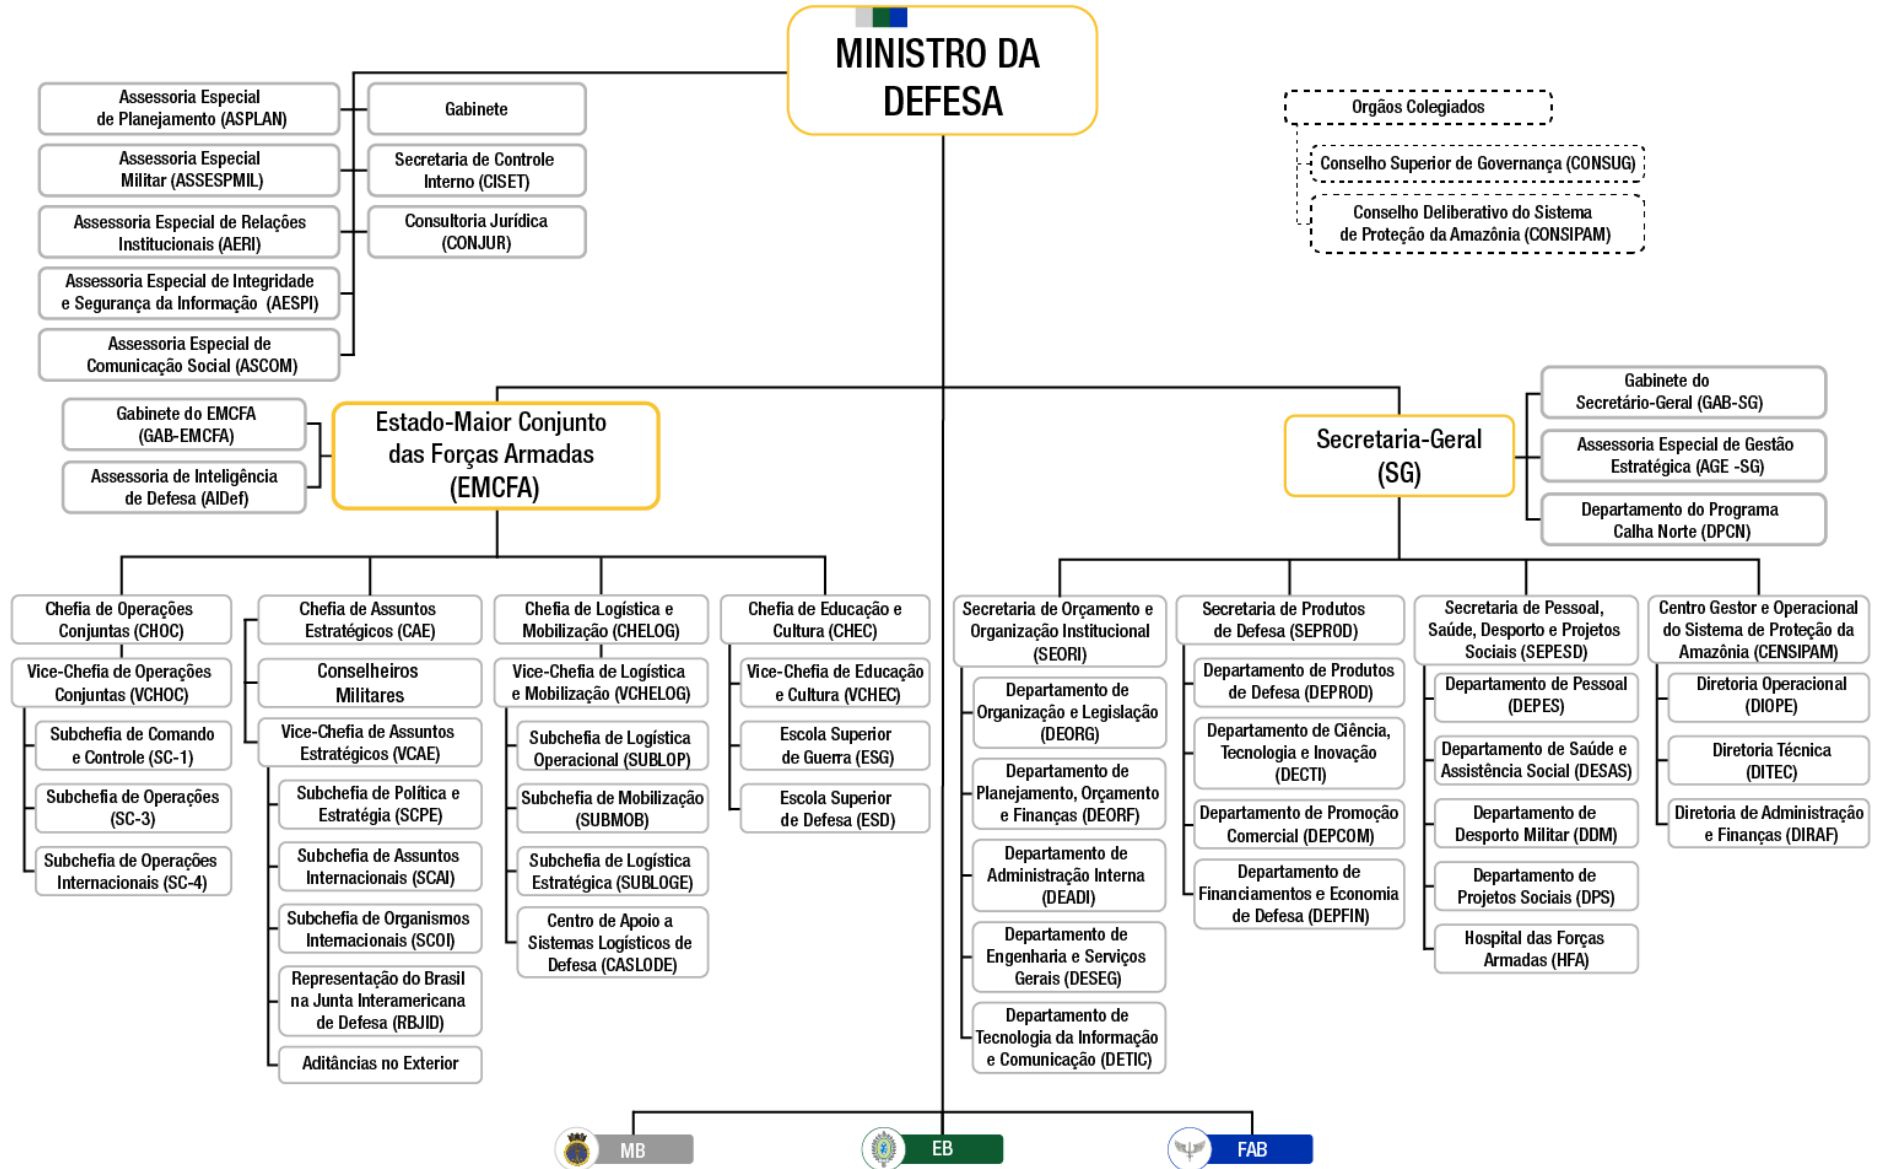 MINISTRO DA
DEFESA
Assessoria Especial
de Planejamento (ASPLAN)
Gabinete
Assessoria Especial
Militar (ASSESPMIL)
Secretaria de Controle
Interno (CISET)
Assessoria Especial de Relações
Institucionais (AERI)
Consultoria Jurídica
(CONJUR)
Assessoria Especial de Integridade
e Segurança da Informação (AESPI)
Assessoria Especial de
Comunicação Social (ASCOM)
Orgãos Colegiados
Conselho Superior de Governança (CONSUG)
Conselho Deliberativo do Sistema
de Proteção da Amazônia (CONSIPAM)
Gabinete do EMCFA
(GAB-EMCFA)
Assessoria de Inteligência
de Defesa (AIDef)
Estado-Maior Conjunto
das Forças Armadas
(EMCFA)
Secretaria-Geral
(SG)
Gabinete do
Secretário-Geral (GAB-SG)
Assessoria Especial de Gestão
Estratégica (AGE -SG)
Departamento do Programa
Calha Norte (DPCN)
Chefia de Operações
Conjuntas (CHOC)
Vice-Chefia de Operações
Conjuntas (VCHOC)
Subchefia de Comando
e Controle (SC-1)
Subchefia de Operações
(SC-3)
Subchefia de Operações
Internacionais (SC-4)
Chefia de Assuntos
Estratégicos (CAE)
Conselheiros
Militares
Vice-Chefia de Assuntos
Estratégicos (VCAE)
Subchefia de Política e
Estratégia (SCPE)
Subchefia de Assuntos
Internacionais (SCAI)
Subchefia de Organismos
Internacionais (SCOI)
Representação do Brasil
na Junta Interamericana
de Defesa (RBJID)
Aditâncias no Exterior
Chefia de Logística e
Mobilização (CHELOG)
Vice-Chefia de Logística
e Mobilização (VCHELOG)
Subchefia de Logística
Operacional (SUBLOP)
Subchefia de Mobilização
(SUBMOB)
Subchefia de Logística
Estratégica (SUBLOGE)
Centro de Apoio a
Sistemas Logísticos de
Defesa (CASLODE)
Chefia de Educação e
Cultura (CHEC)
Vice-Chefia de Educação
e Cultura (VCHEC)
Escola Superior
de Guerra (ESG)
Escola Superior
de Defesa (ESD)
Secretaria de Orçamento e
Organização Institucional
(SEORI)
Departamento de
Organização e Legislação
(DEORG)
Departamento de
Planejamento, Orçamento
e Finanças (DEORF)
Departamento de
Administração Interna
(DEADI)
Departamento de
Engenharia e Serviços
Gerais (DESEG)
Departamento de
Tecnologia da Informação
e Comunicação (DETIC)
Secretaria de Produtos
de Defesa (SEPROD)
Departamento de Produtos
de Defesa (DEPROD)
Departamento de Ciência,
Tecnologia e Inovação
(DECTI)
Departamento de Promoção
Comercial (DEPCOM)
Departamento de
Financiamentos e Economia
de Defesa (DEPFIN)
Secretaria de Pessoal,
Saúde, Desporto e Projetos
Sociais (SEPESD)
Departamento de Pessoal
(DEPES)
Departamento de Saúde e
Assistência Social (DESAS)
Departamento de
Desporto Militar (DDM)
Departamento de
Projetos Sociais (DPS)
Hospital das Forças
Armadas (HFA)
Centro Gestor e Operacional
do Sistema de Proteção da
Amazônia (CENSIPAM)
Diretoria Operacional
(DIOPE)
Diretoria Técnica
(DITEC)
Diretoria de Administração
e Finanças (DIRAF)
MB
EB
FAB